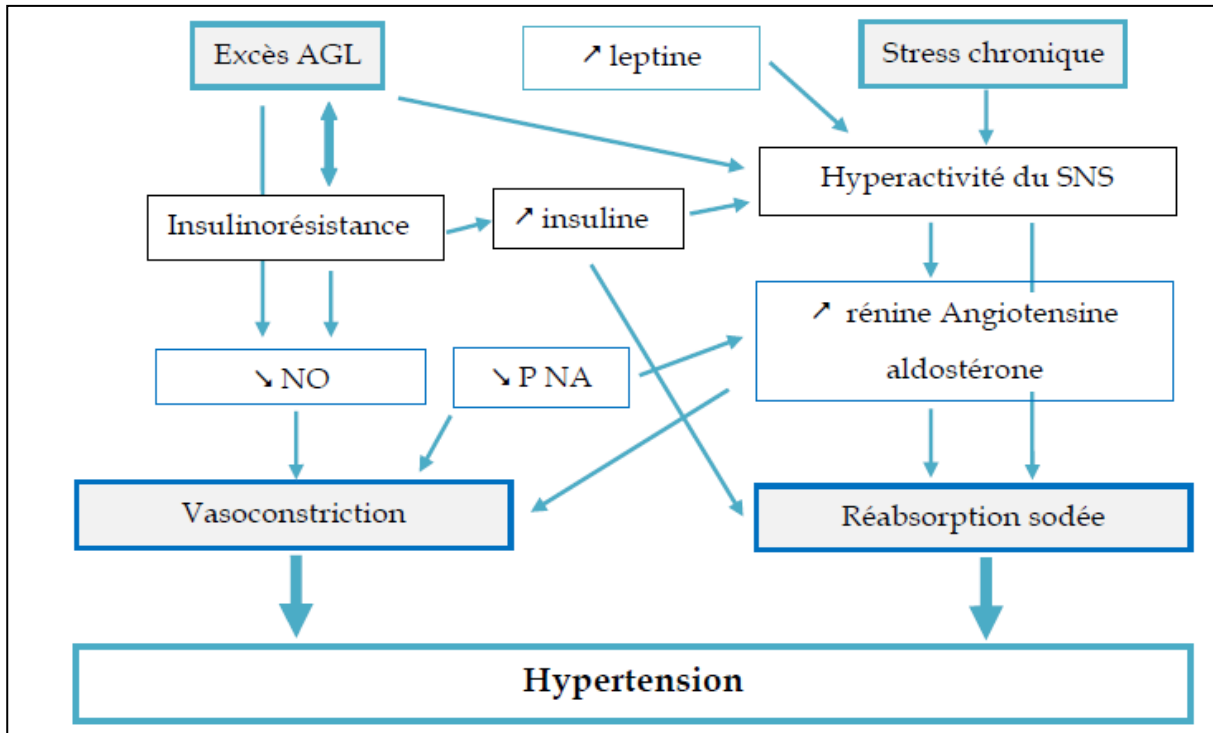 Excès AGL
↗ leptine
Stress chronique
Hyperactivité du SNS
Insulinorésistance
↗ insuline
↗ rénine Angiotensine
aldostérone
↘ NO
↘ P NA
Vasoconstriction
Réabsorption sodée
Hypertension